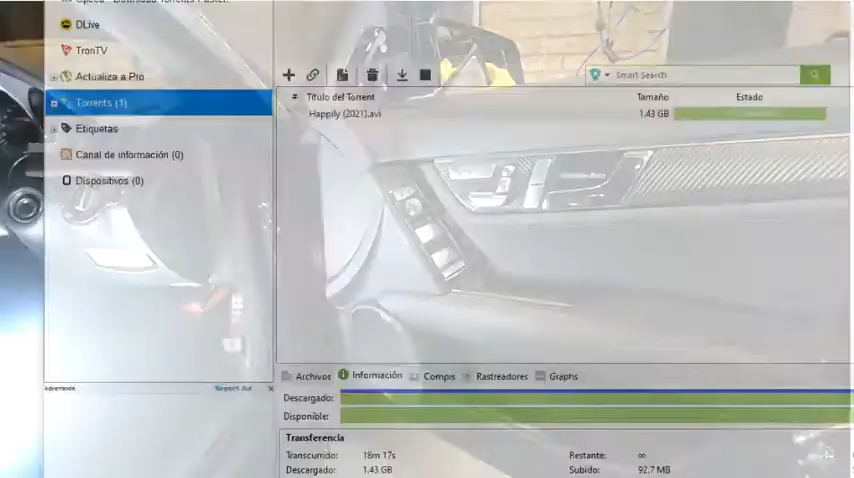 DLive
TronTV
Actualiza a Pro
Torrents (1)
Etiquetas
Canal de información (0)
Dispositivos (0)
Smart Search
# Título del Torrent Tamaño Estado
Happily (2021).avi 1.43 GB
Archivos Información Compis Rastreadores Graphs
Descargado:
Disponible:
Transferencia
Transcurrido: 18m 17s Restante: ∞
Descargado: 1.43 GB Subido: 92.7 MB